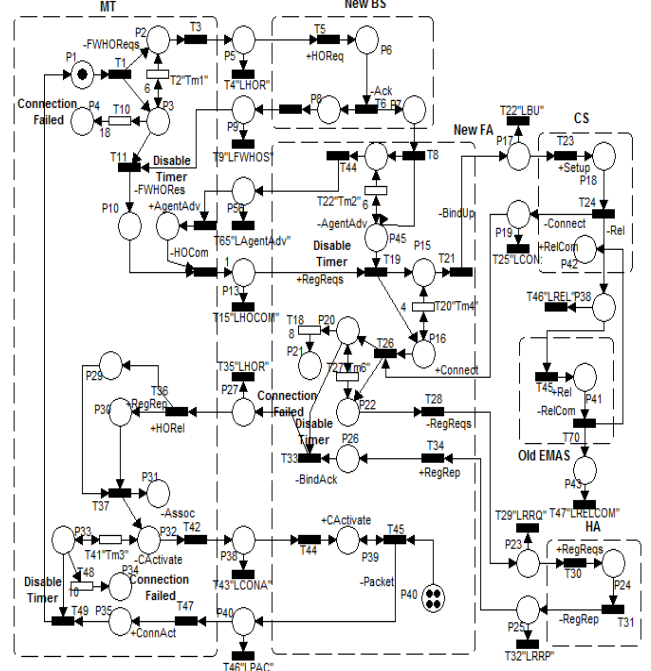 MT
New BS
P2
T3
T5
-FWHOReqs
P5
+HOReq
P6
P1
T1
T2"Tm1"
T4"LHOR"
6
-Ack
Connection
Failed
P4
T10
P3
18
P8
T6
P7
P9
T22"LBU"
CS
New FA
T11
Disable
Timer
T9"LFWHOS"
T44
T8
P17
T23
+Setup
P18
-FWHORes
+AgentAdv
T22"Tm2"
6
-BindUp
T24
P10
P56
-AgentAdv
P45
P19
-Connect
-Rel
T65"LAgentAdv"
Disable
Timer
P15
+RelCom
P42
-HOCom
T19
T21
T25"LCON:
1
P13
+RegReqs
4
T20"Tm4"
T46"LREL"
P38
T15"LHOCOM"
T18
8
P20
P16
P21
T26
+Connect
P29
T35"LHOR"
T27"Tm6"
T36
P27
Connection
Failed
P22
T28
T45
+Rel
P41
P30
+RegRep
+HORel
Disable
Timer
-RegReqs
-RelCom
P26
T34
T70
T33
+RegRep
Old EMAS
P31
-BindAck
P43
T37
-Assoc
T29"LRRQ"
T47"LRELCOM"
+CActivate
HA
P33
P32
T42
P38
T45
P23
+RegReqs
T41"Tm3"
-CActivate
T44
P39
T30
P24
T48
P34
Connection
Failed
T43"LCONA"
-Packet
10
Disable
Timer
P40
T49
P35
T47
P40
P25
-RegRep
T31
+ConnAct
T32"LRRP"
T46"LPAC"